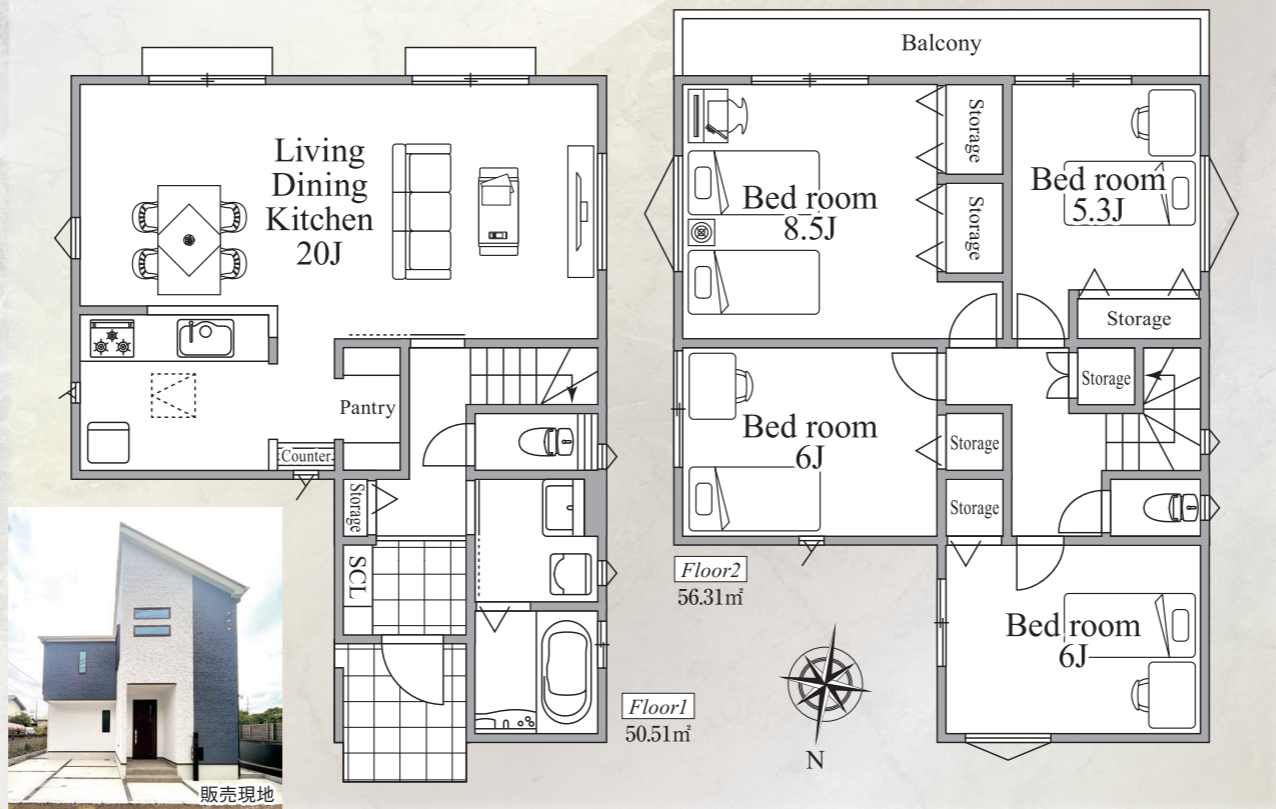 Living
Dining
Kitchen
20J
Pantry
Counter
Storage
SCL
Floor1
50.51㎡
販売現地
Balcony
Bed room
8.5J
Storage
Storage
Bed room
5.3J
Storage
Storage
Bed room
6J
Storage
Storage
Bed room
6J
Floor2
56.31㎡
N